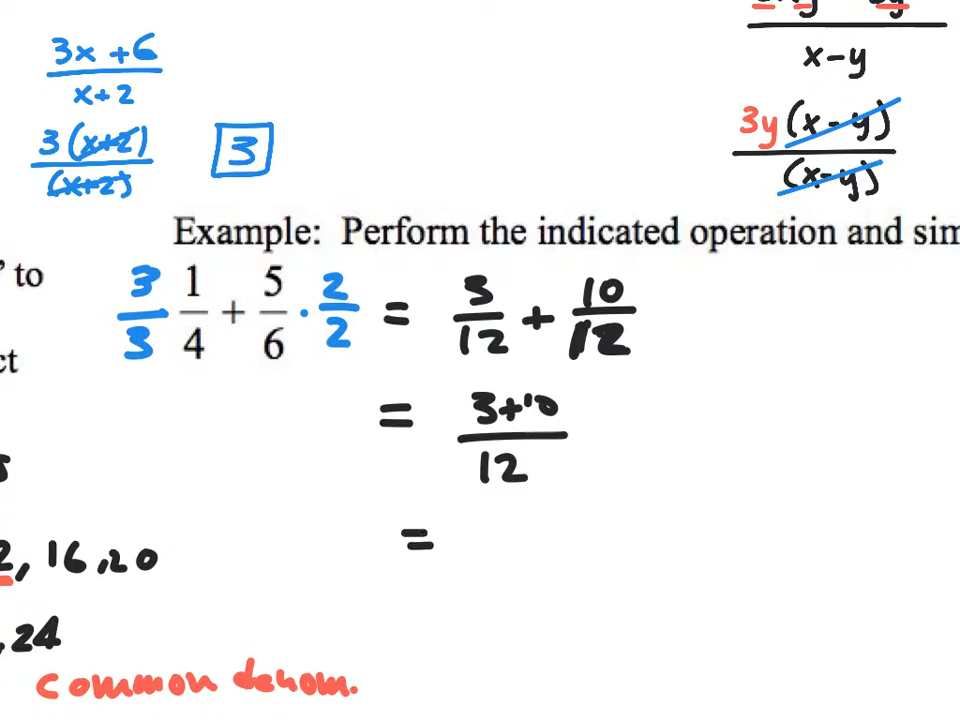 3x + 6
x + 2
3 (x+2)
(x+2)
3
x - y
3y (x - y)
(x - y)
Example: Perform the indicated operation and sim
to
3/3 1/4 + 5/6 · 2/2 = 3/12 + 10/12
ct
= 3+10
12
=
2, 16, 20
, 24
common denom.